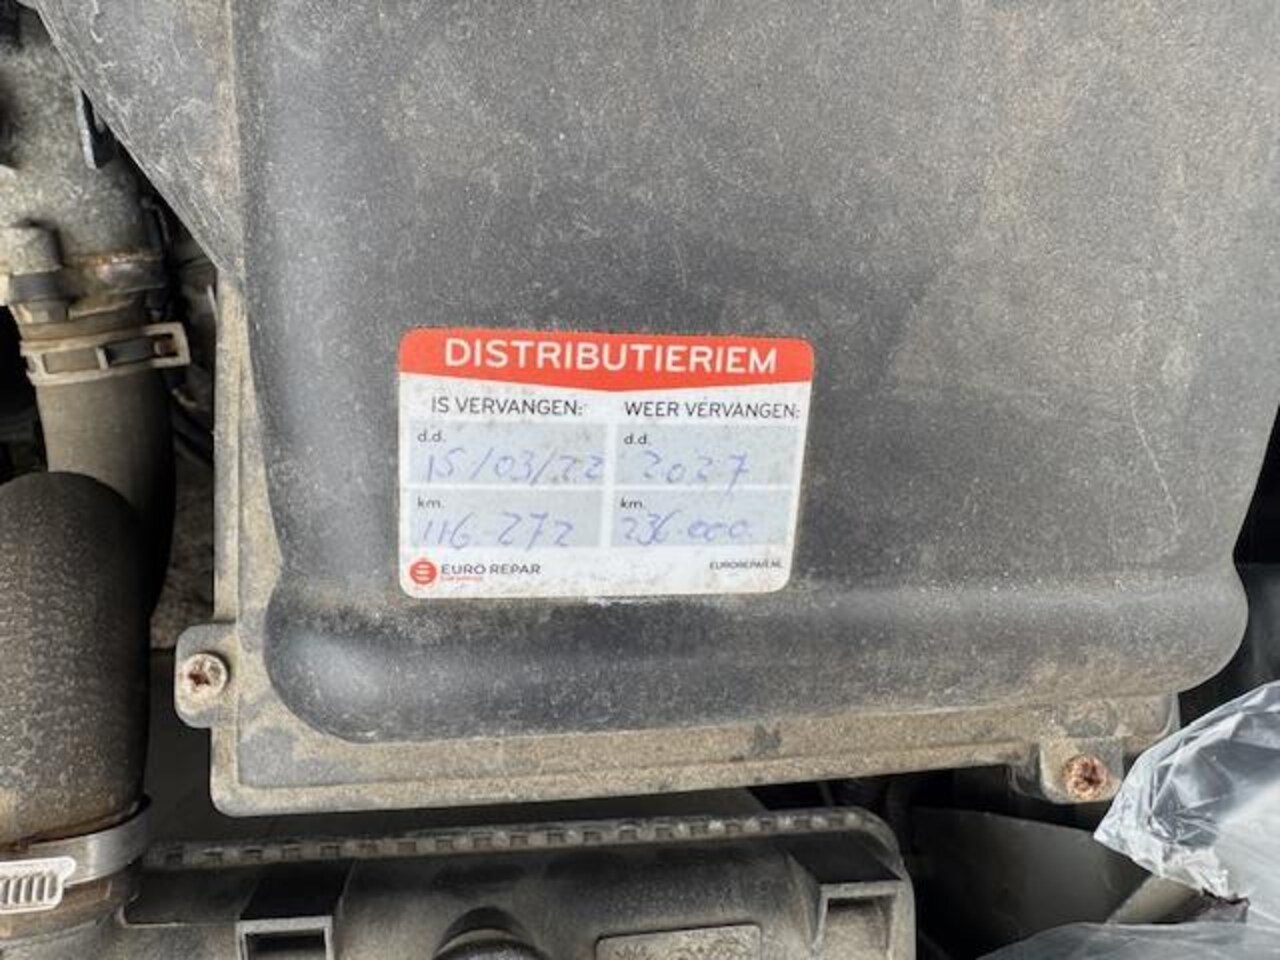 DISTRIBUTIERIEM
IS VERVANGEN: WEER VERVANGEN:
d.d. 15/03/22 d.d. 2027
km. 116.272 km. 236.000
EURO REPAR EUROREPAR.NL